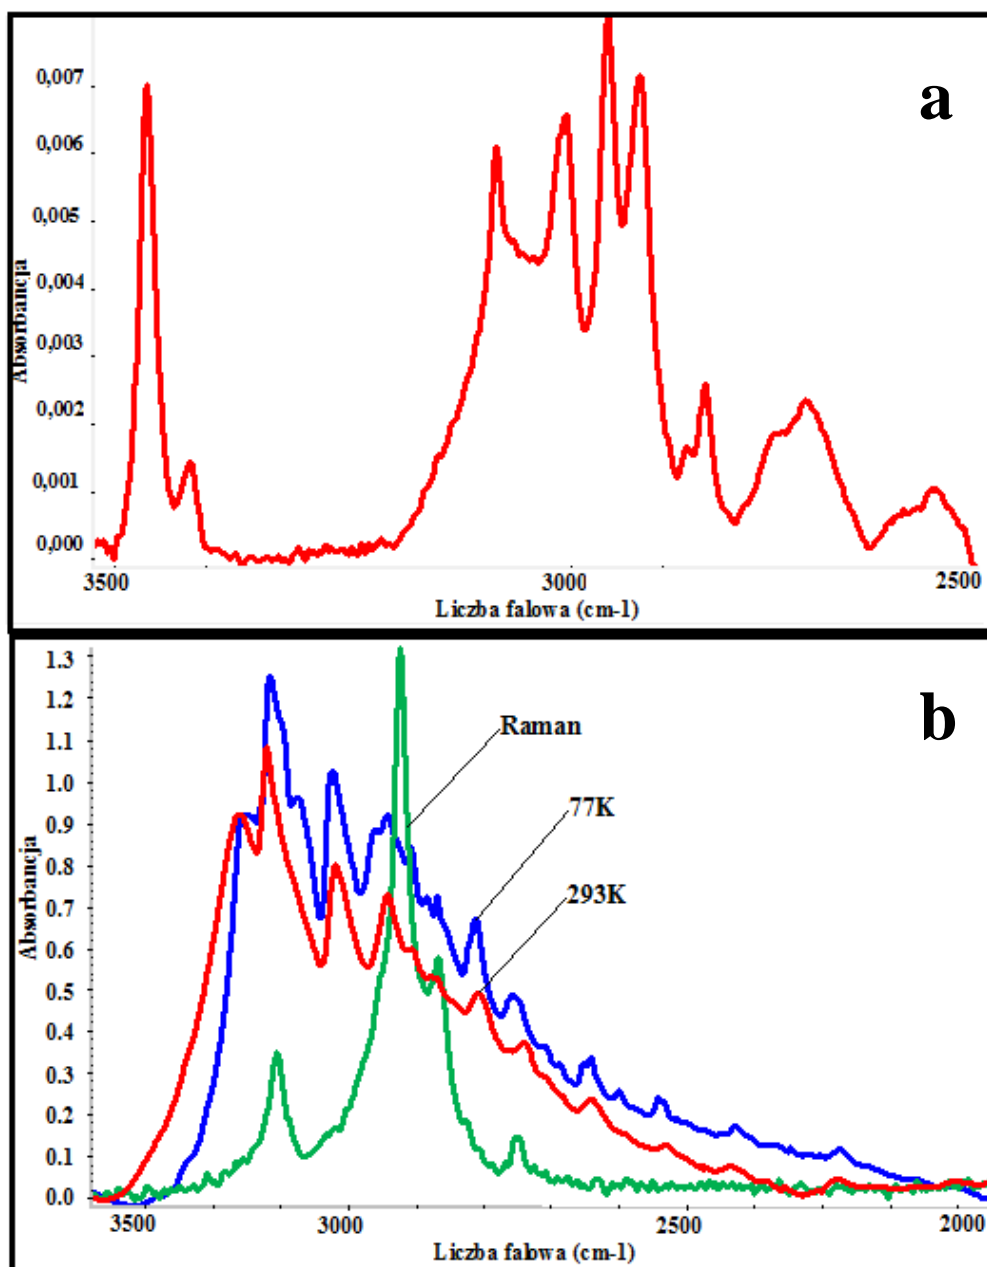 a
0,007
0,006
0,005
0,004
0,003
0,002
0,001
0,000
Absorbancja
3500 3000 2500
Liczba falowa (cm-1)
b
1.3
1.2
1.1
1.0
0.9
0.8
0.7
0.6
0.5
0.4
0.3
0.2
0.1
0.0
Absorbancja
Raman
77K
293K
3500 3000 2500 2000
Liczba falowa (cm-1)